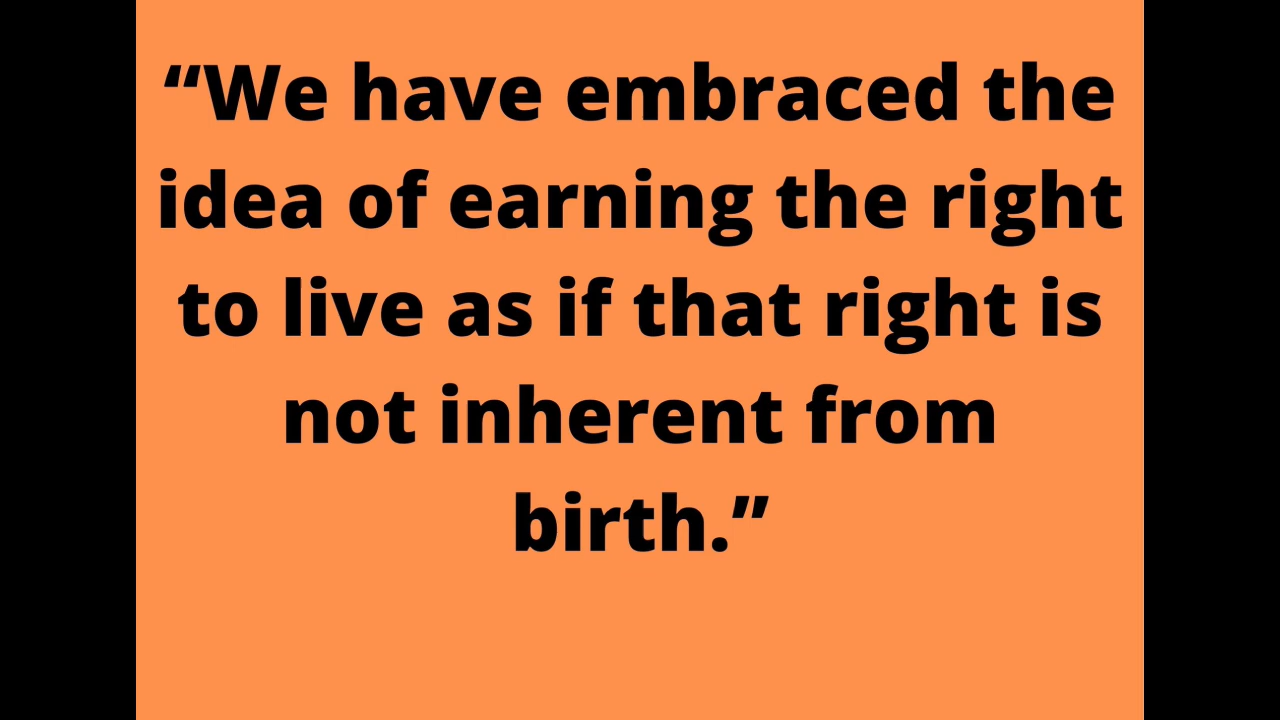 “We have embraced the
idea of earning the right
to live as if that right is
not inherent from
birth.”